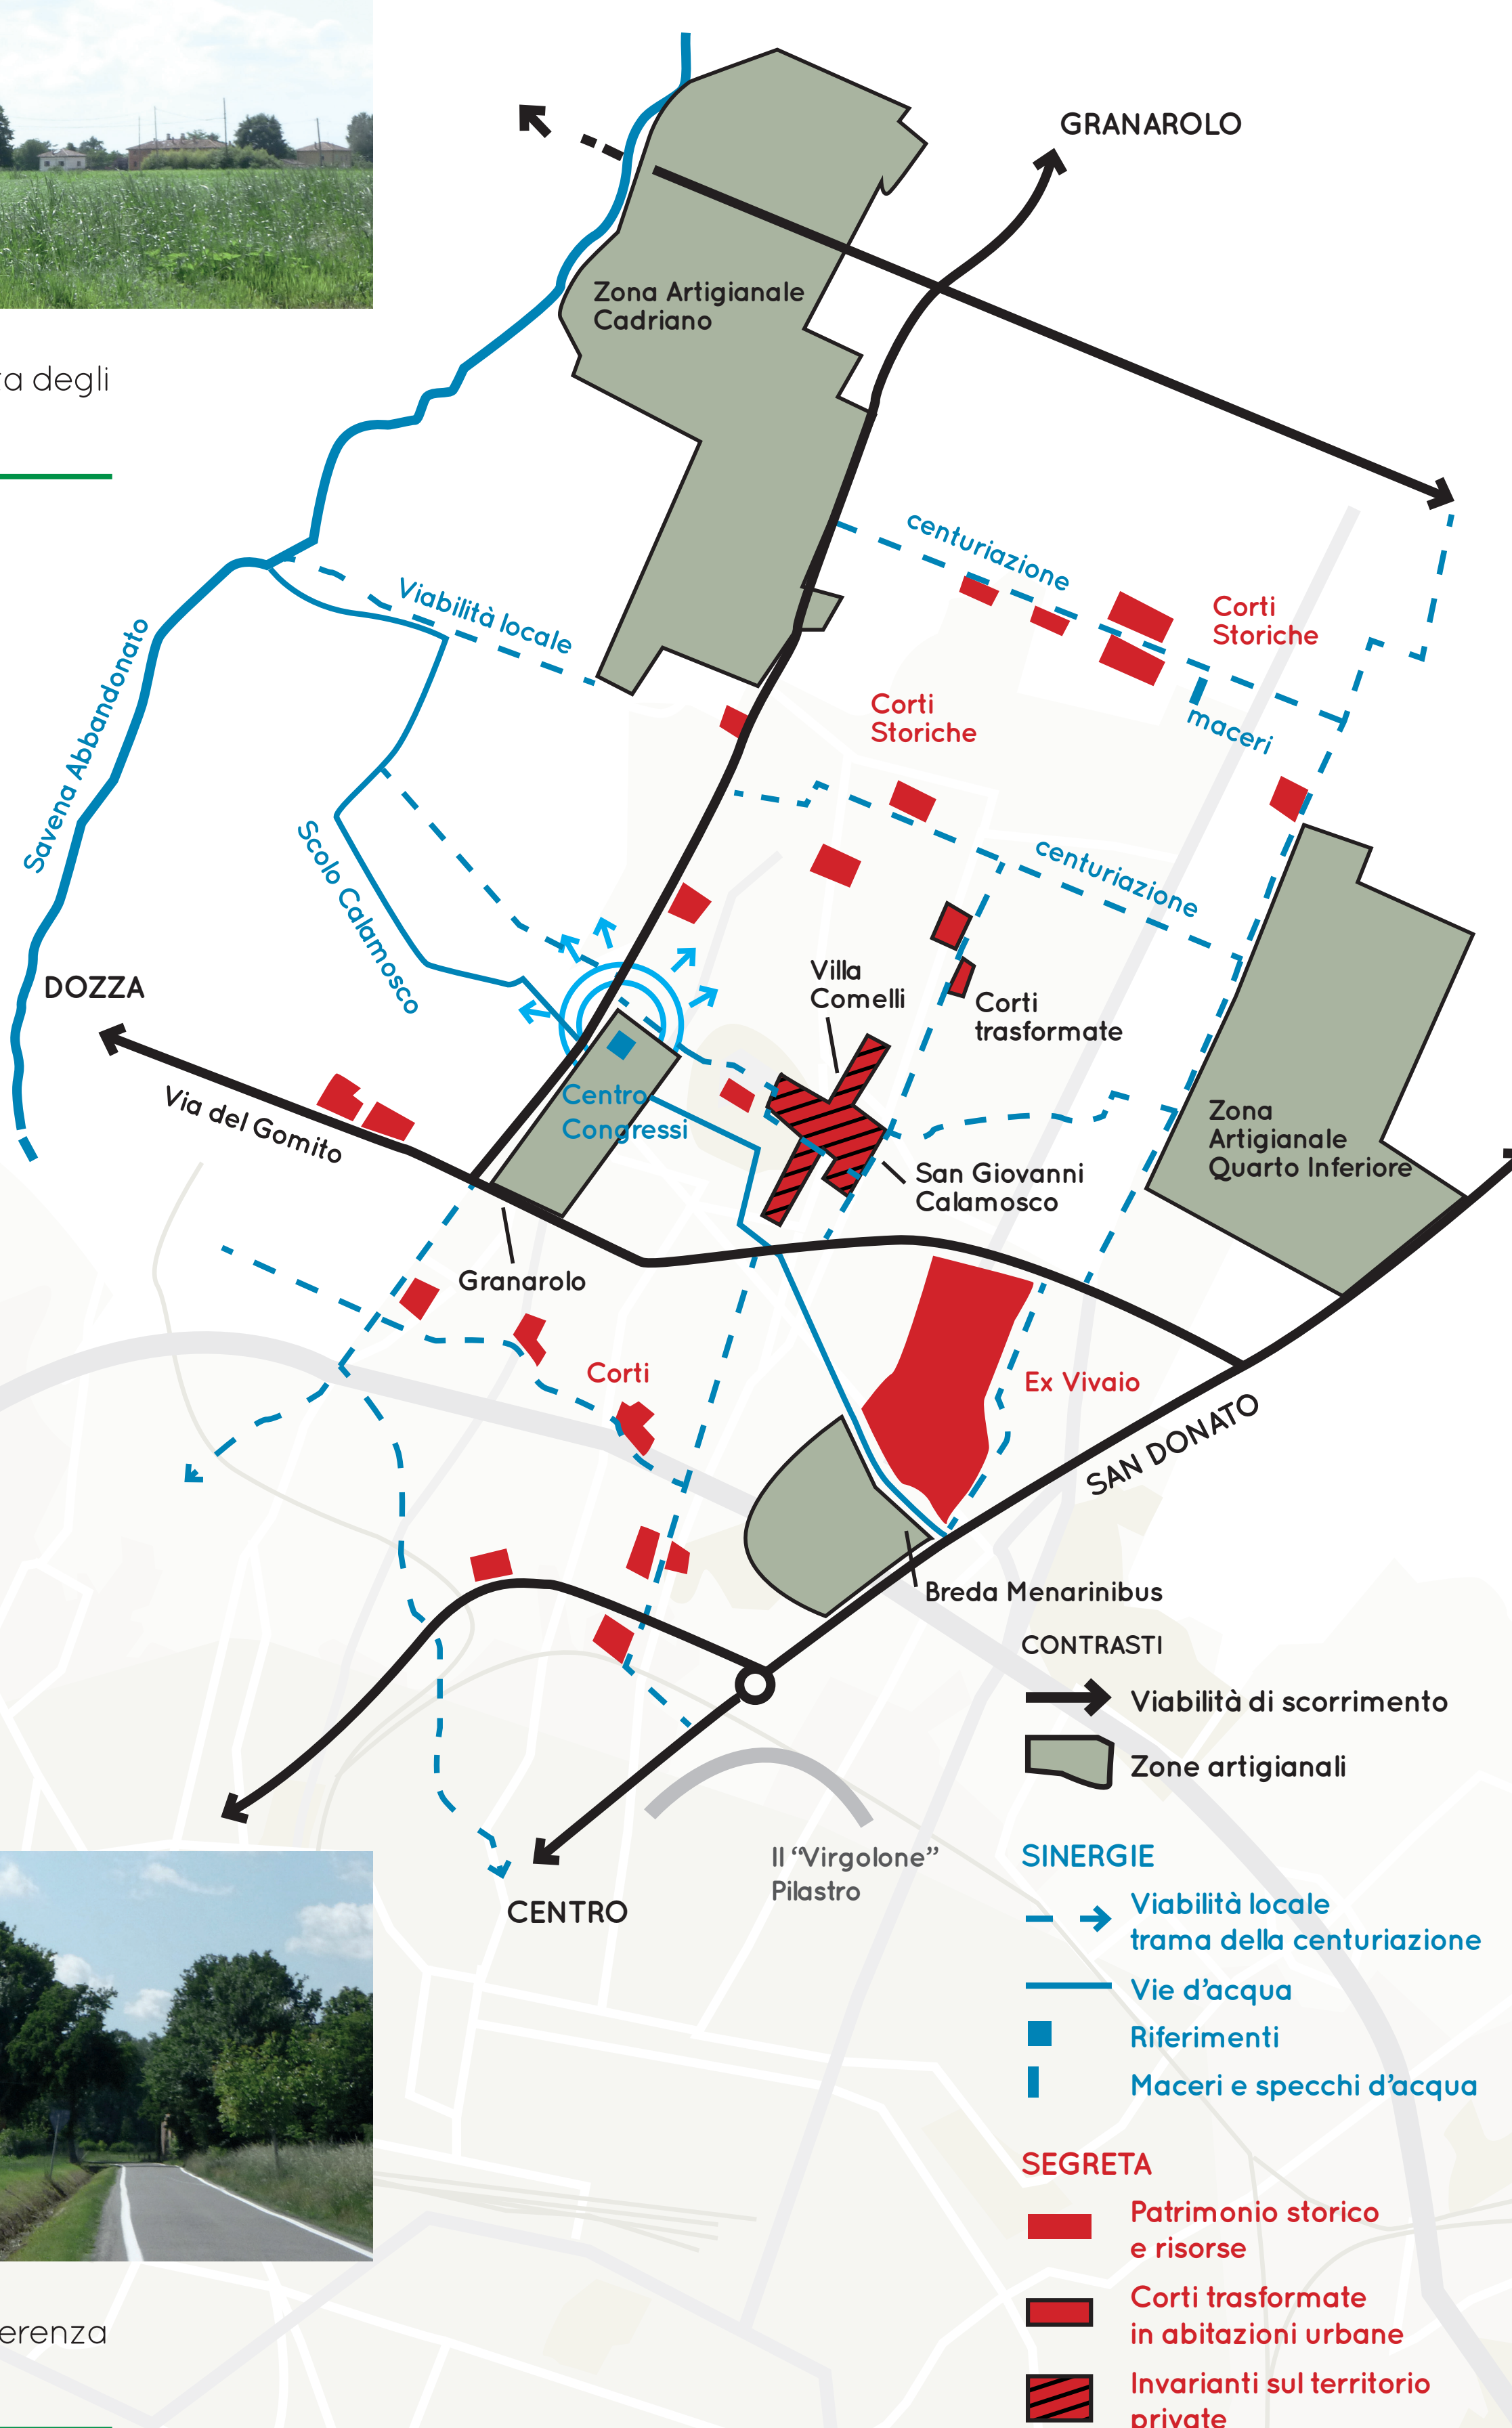 GRANAROLO
Zona Artigianale
Cadriano
a degli
centuriazione
Corti
Storiche
Viabilità locale
maceri
Corti
Storiche
Savena Abbandonato
Scolo Calamosco
centuriazione
DOZZA
Villa
Comelli
Corti
trasformate
Via del Gomito
Centro
Congressi
Zona
Artigianale
Quarto Inferiore
San Giovanni
Calamosco
Granarolo
Corti
Ex Vivaio
SAN DONATO
Breda Menarinibus
CONTRASTI
Viabilità di scorrimento
Zone artigianali
Il “Virgolone”
Pilastro
CENTRO
SINERGIE
Viabilità locale
trama della centuriazione
Vie d’acqua
Riferimenti
Maceri e specchi d’acqua
SEGRETA
Patrimonio storico
e risorse
Corti trasformate
in abitazioni urbane
Invarianti sul territorio
private
erenza